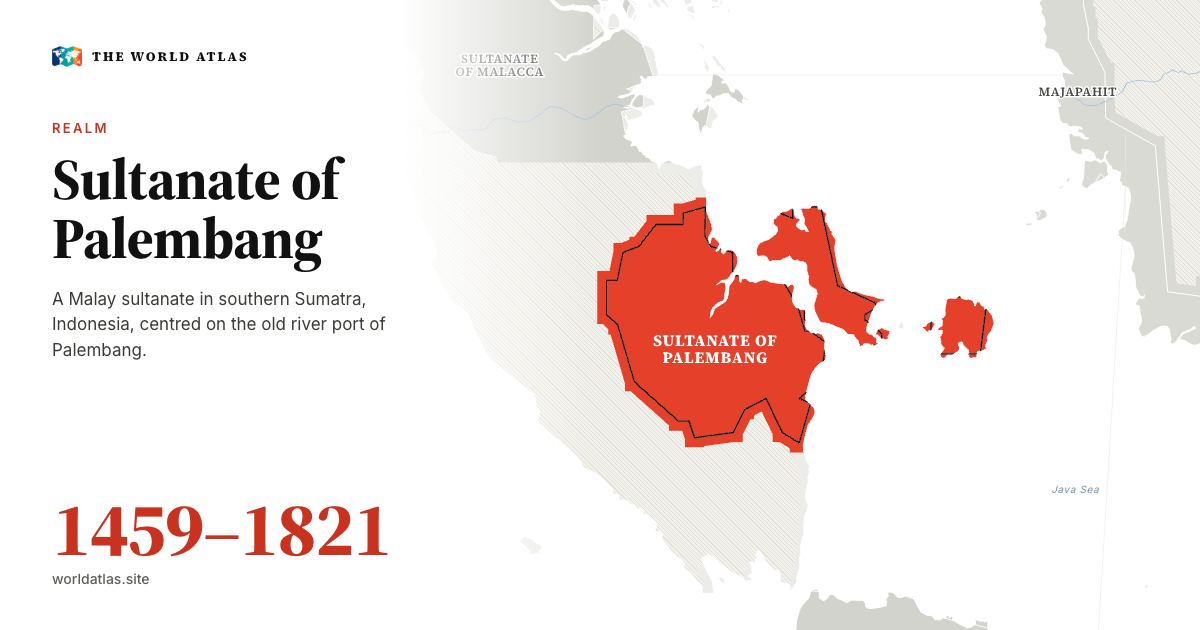 THE WORLD ATLAS
REALM
Sultanate of
Palembang
A Malay sultanate in southern Sumatra,
Indonesia, centred on the old river port of
Palembang.
1459–1821
worldatlas.site
SULTANATE
OF MALACCA
MAJAPAHIT
SULTANATE OF
PALEMBANG
Java Sea